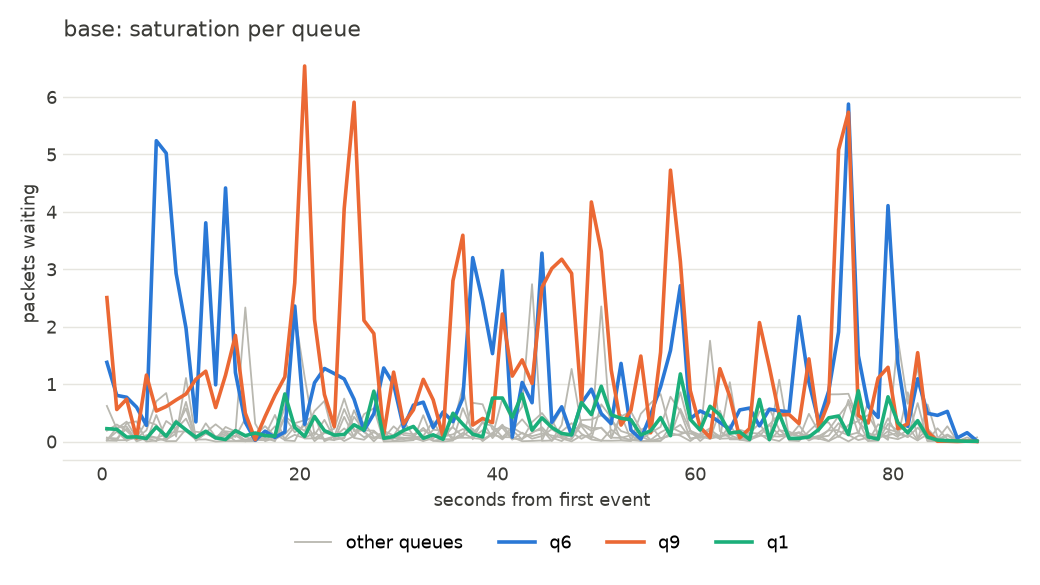 base: saturation per queue
packets waiting
6
5
4
3
2
1
0
0 20 40 60 80
seconds from first event
other queues q6 q9 q1